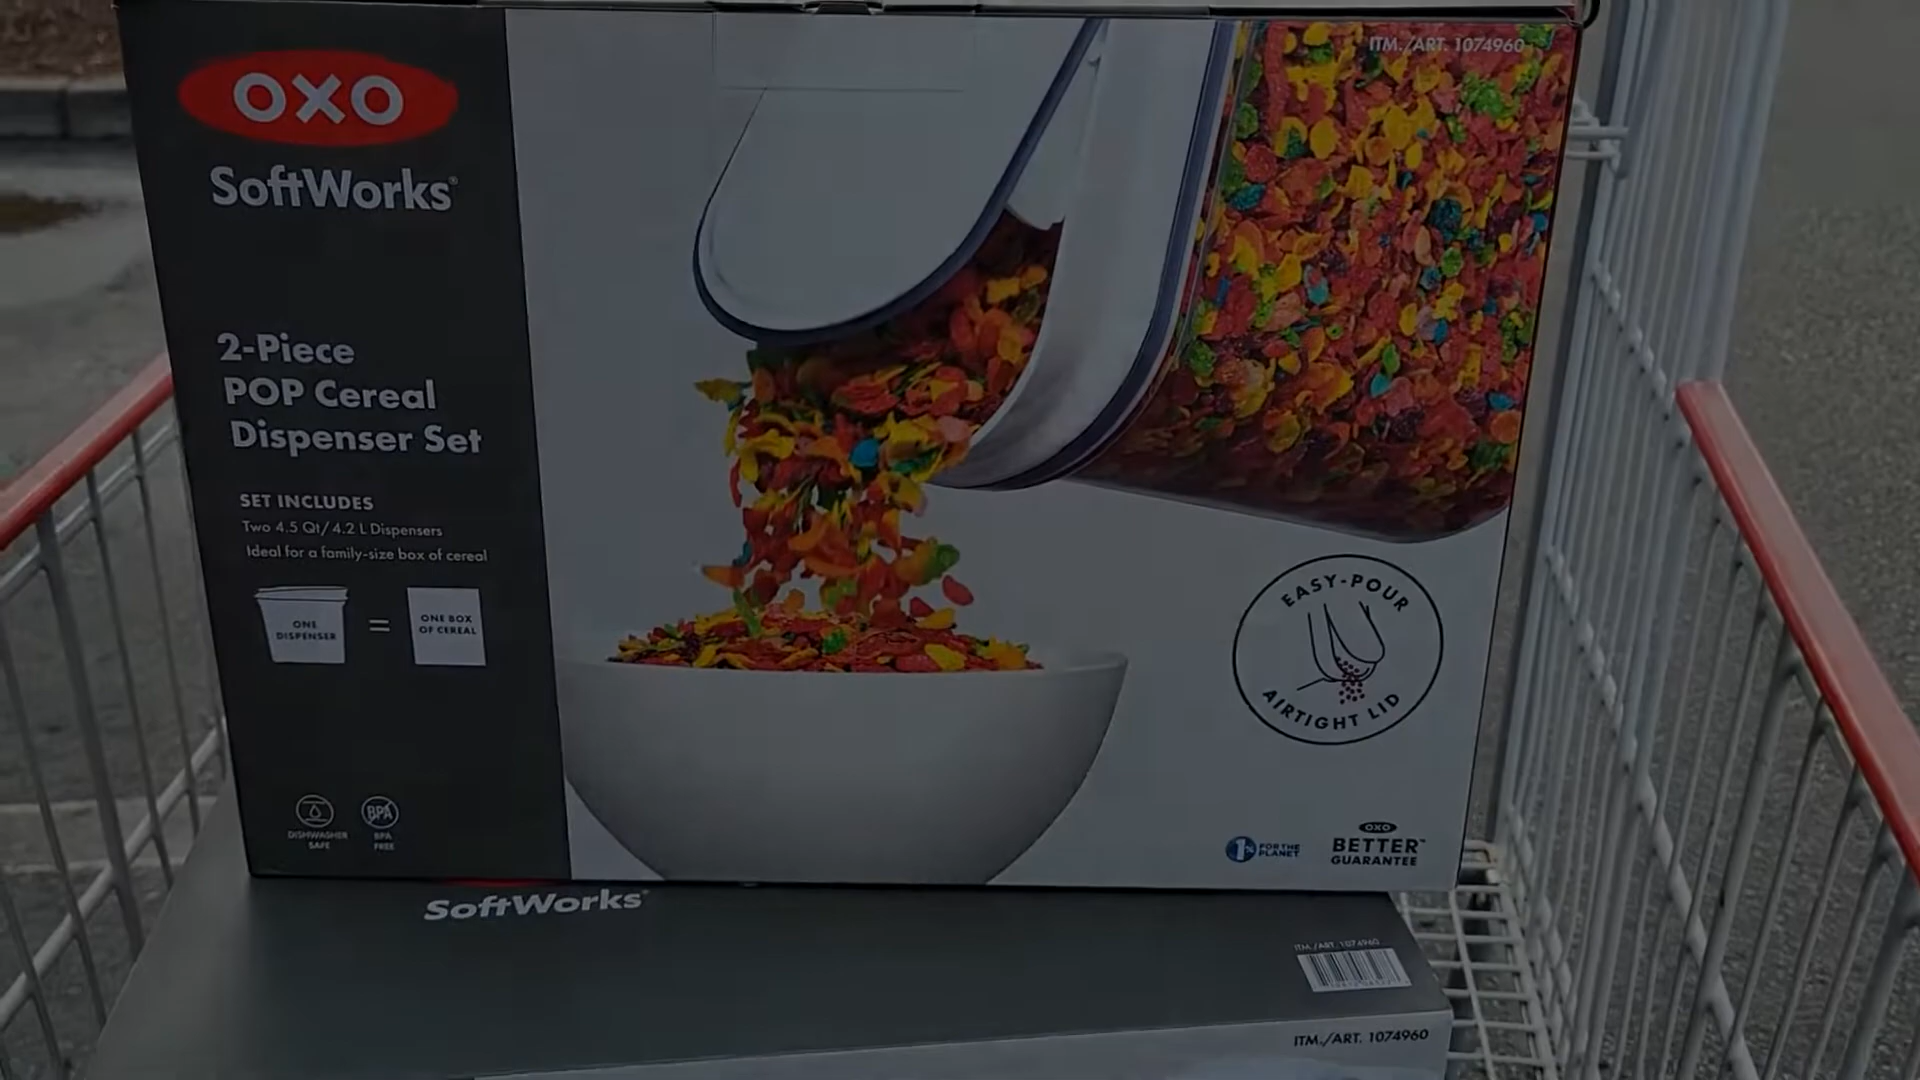 OXO
SoftWorks®
2-Piece
POP Cereal
Dispenser Set
SET INCLUDES
Two 4.5 Qt/4.2 L Dispensers
Ideal for a family-size box of cereal
ONE
DISPENSER
=
ONE BOX
OF CEREAL
DISHWASHER
SAFE
BPA
BPA
FREE
ITM./ART. 1074960
EASY-POUR
AIRTIGHT LID
1%
FOR THE
PLANET
OXO
BETTER™
GUARANTEE
SoftWorks®
ITM./ART. 1074960
ITM./ART. 1074960